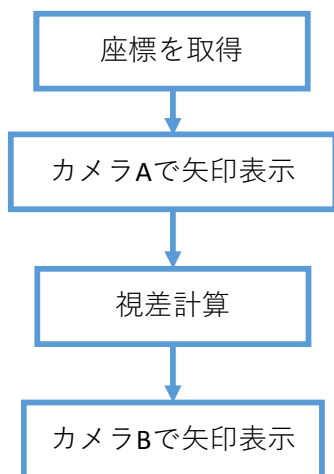 座標を取得
カメラAで矢印表示
視差計算
カメラBで矢印表示